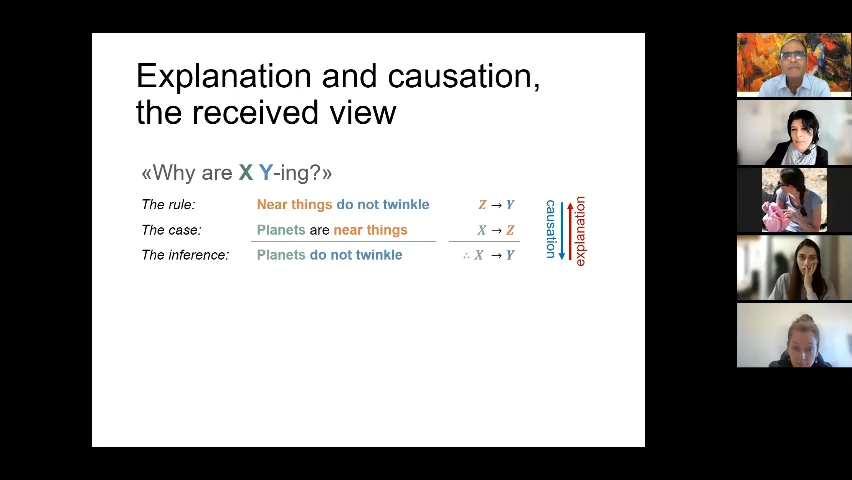 Explanation and causation,
the received view
«Why are X Y-ing?»
The rule: Near things do not twinkle Z → Y
The case: Planets are near things X → Z
The inference: Planets do not twinkle ∴ X → Y
causation
explanation